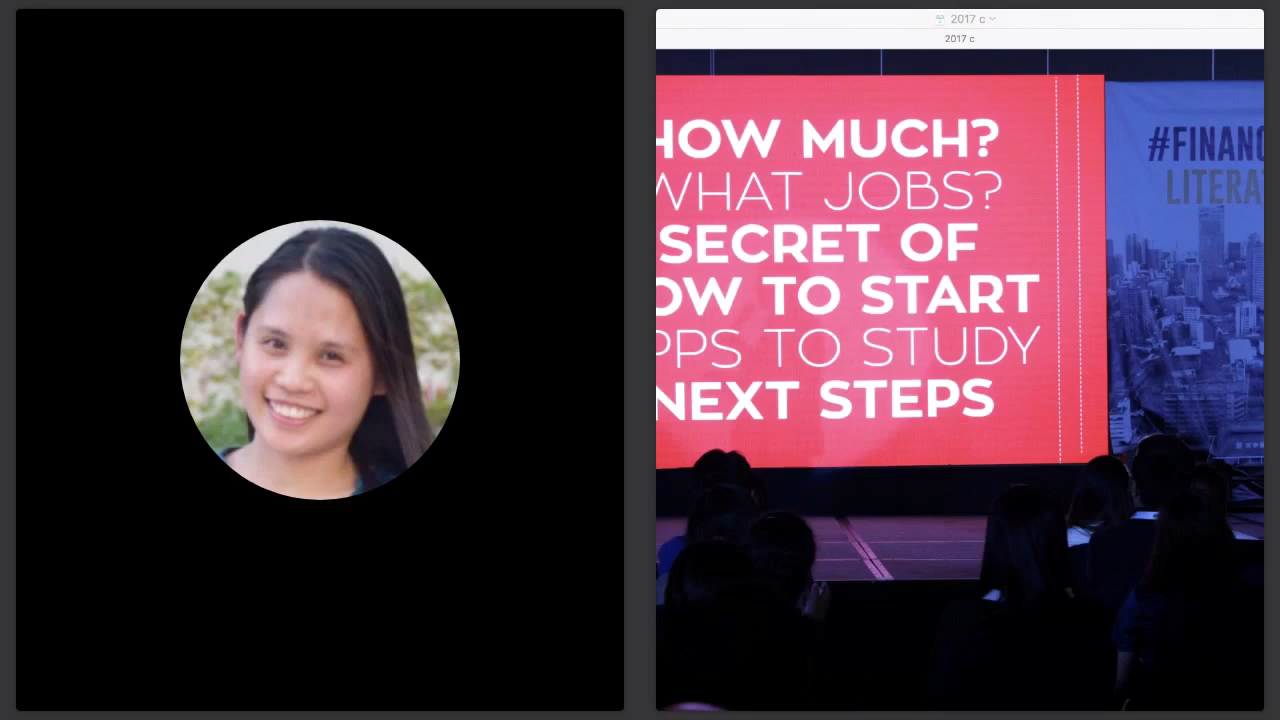 2017 c
2017 c
HOW MUCH?
WHAT JOBS?
SECRET OF
OW TO START
PPS TO STUDY
NEXT STEPS
#FINANC
LITERA